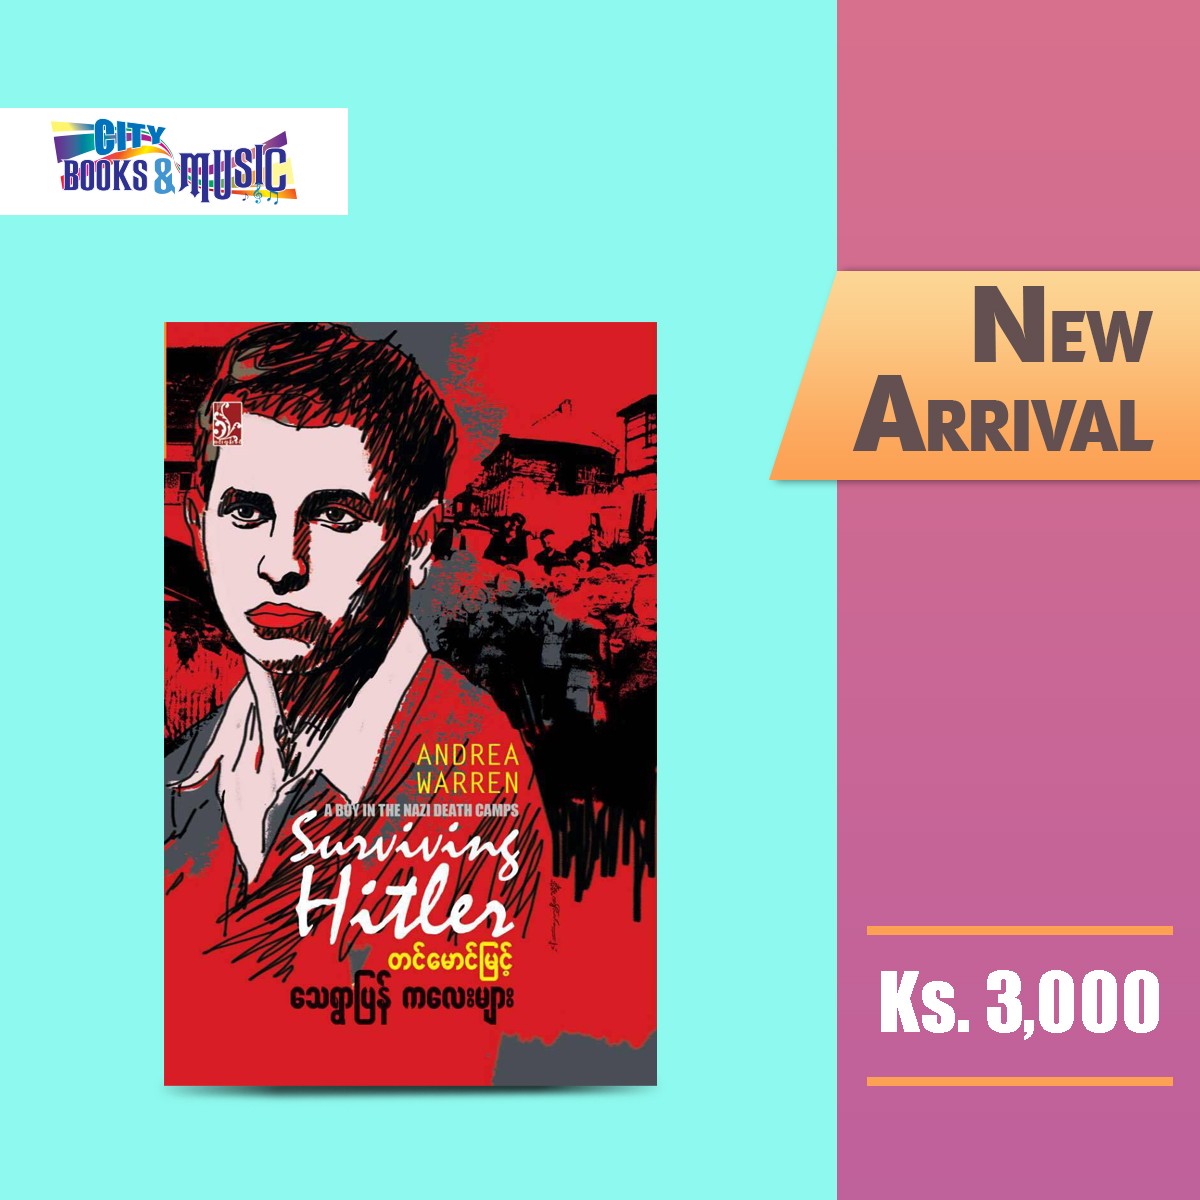 CITY
BOOKS & MUSIC
NEW
ARRIVAL
ANDREA
WARREN
A BOY IN THE NAZI DEATH CAMPS
Surviving
Hitler
တင်မောင်မြင့်
သေရွာပြန် ကလေးများ
Ks. 3,000